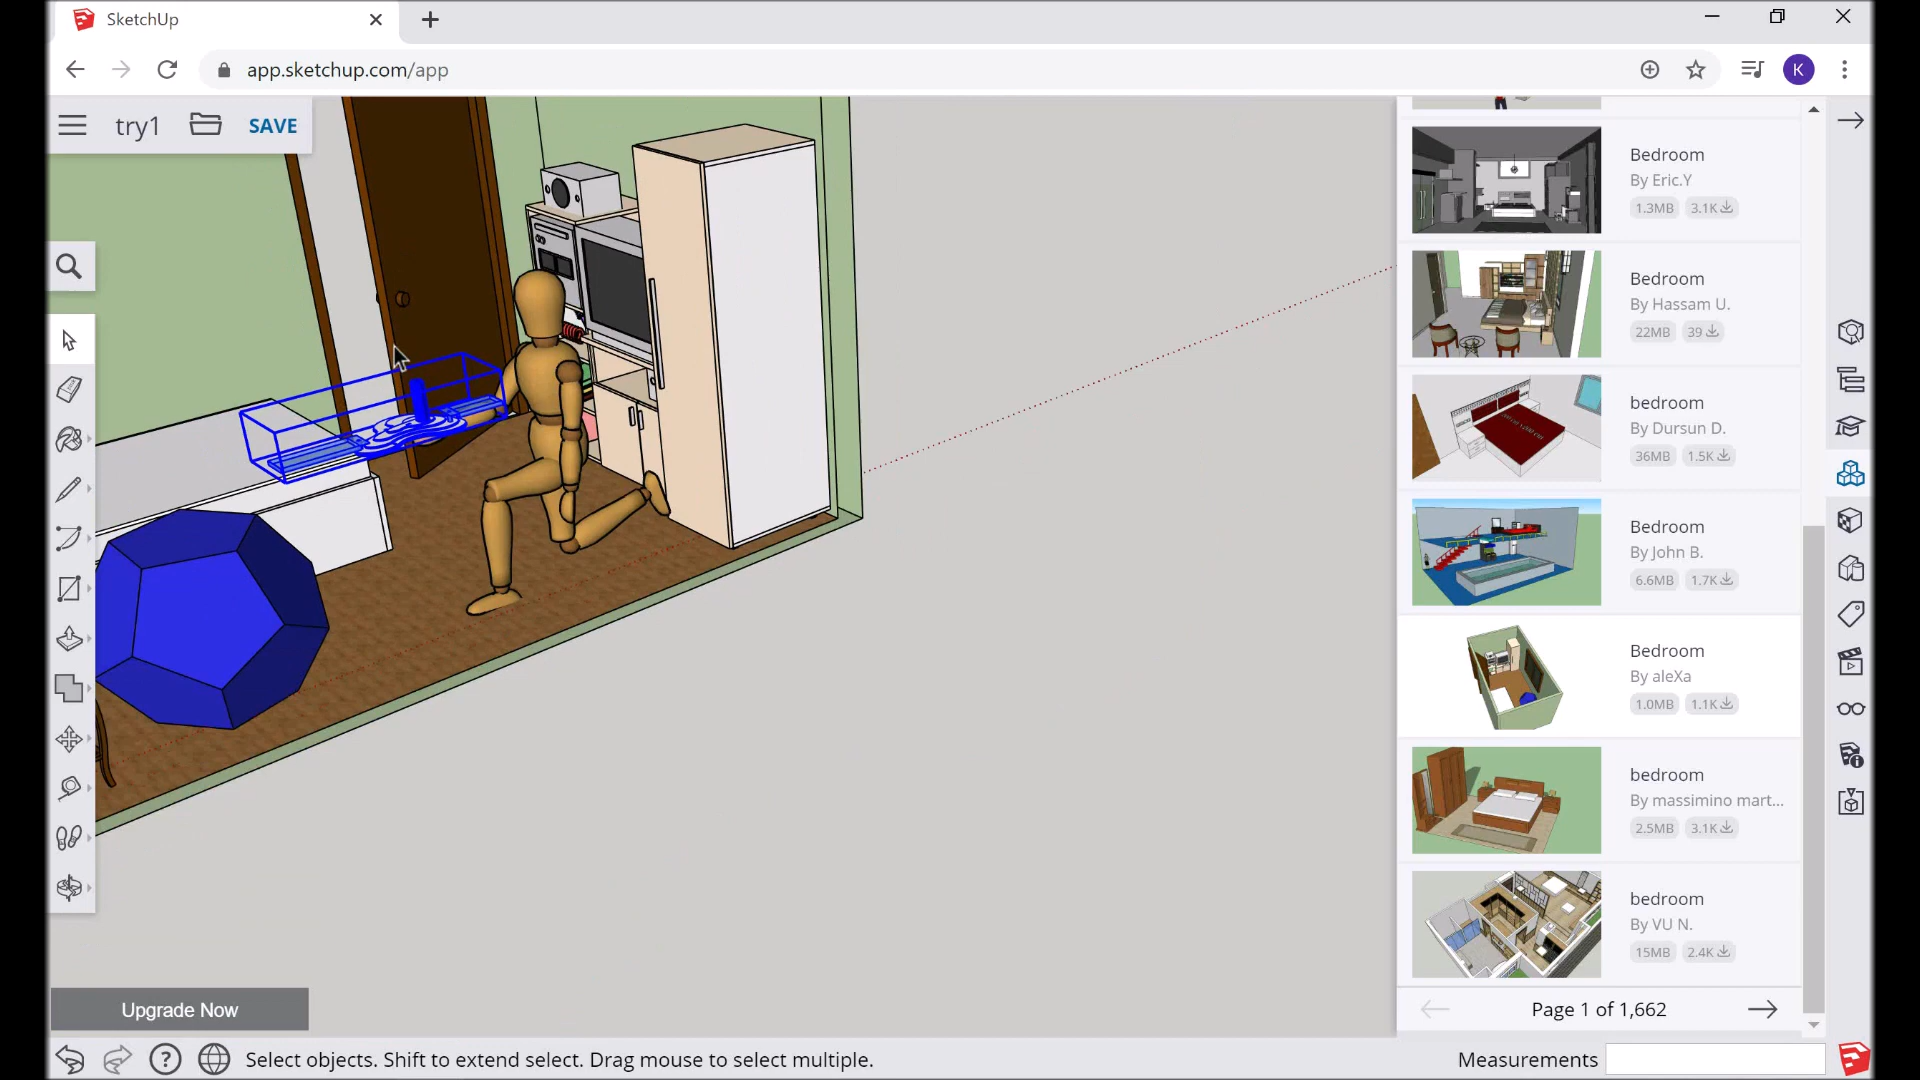 SketchUp
app.sketchup.com/app
K
try1
SAVE
Bedroom
By Eric.Y
1.3MB 3.1K
Bedroom
By Hassam U.
22MB 39
bedroom
By Dursun D.
36MB 1.5K
Bedroom
By John B.
6.6MB 1.7K
Bedroom
By aleXa
1.0MB 1.1K
bedroom
By massimino mart...
2.5MB 3.1K
bedroom
By VU N.
15MB 2.4K
Page 1 of 1,662
Upgrade Now
Select objects. Shift to extend select. Drag mouse to select multiple.
Measurements